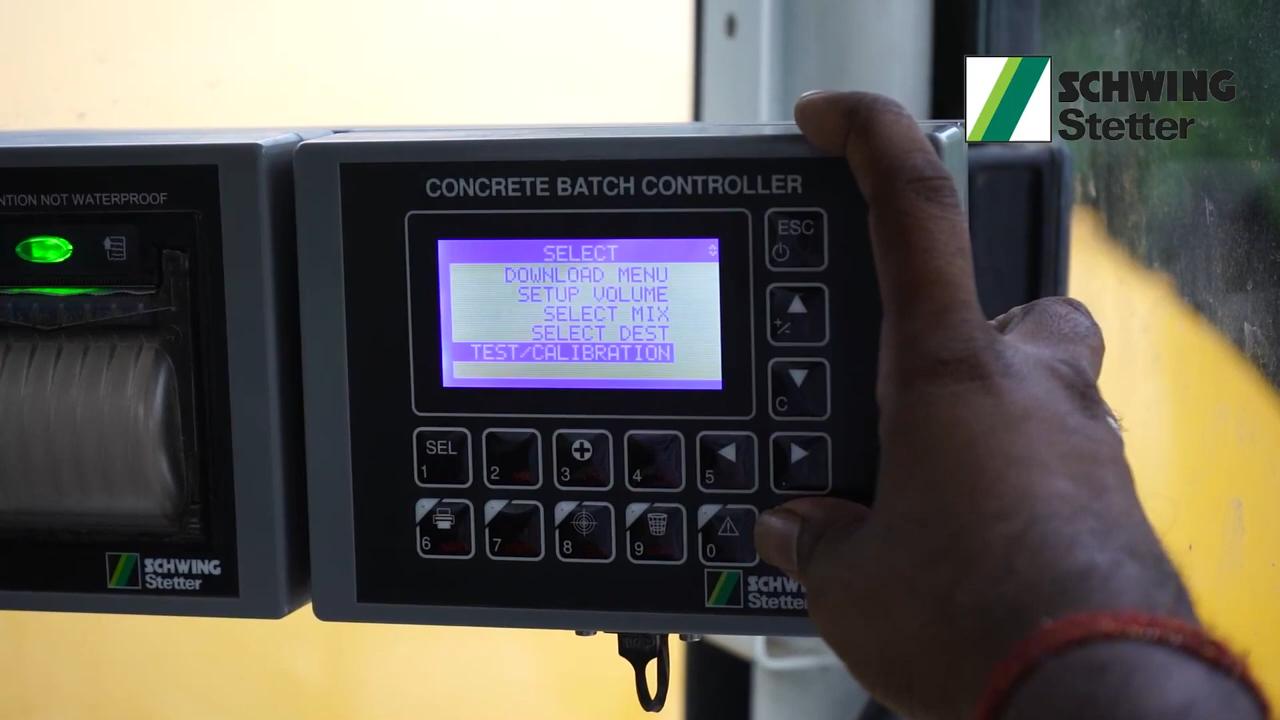 SCHWING
Stetter
NTION NOT WATERPROOF
CONCRETE BATCH CONTROLLER
SELECT
DOWNLOAD MENU
SETUP VOLUME
SELECT MIX
SELECT DEST
TEST/CALIBRATION
ESC
+/-
C
SEL
1
2
3
4
5
.
6
7
8
9
0
SCHWING
Stetter
SCHWI
Stetter